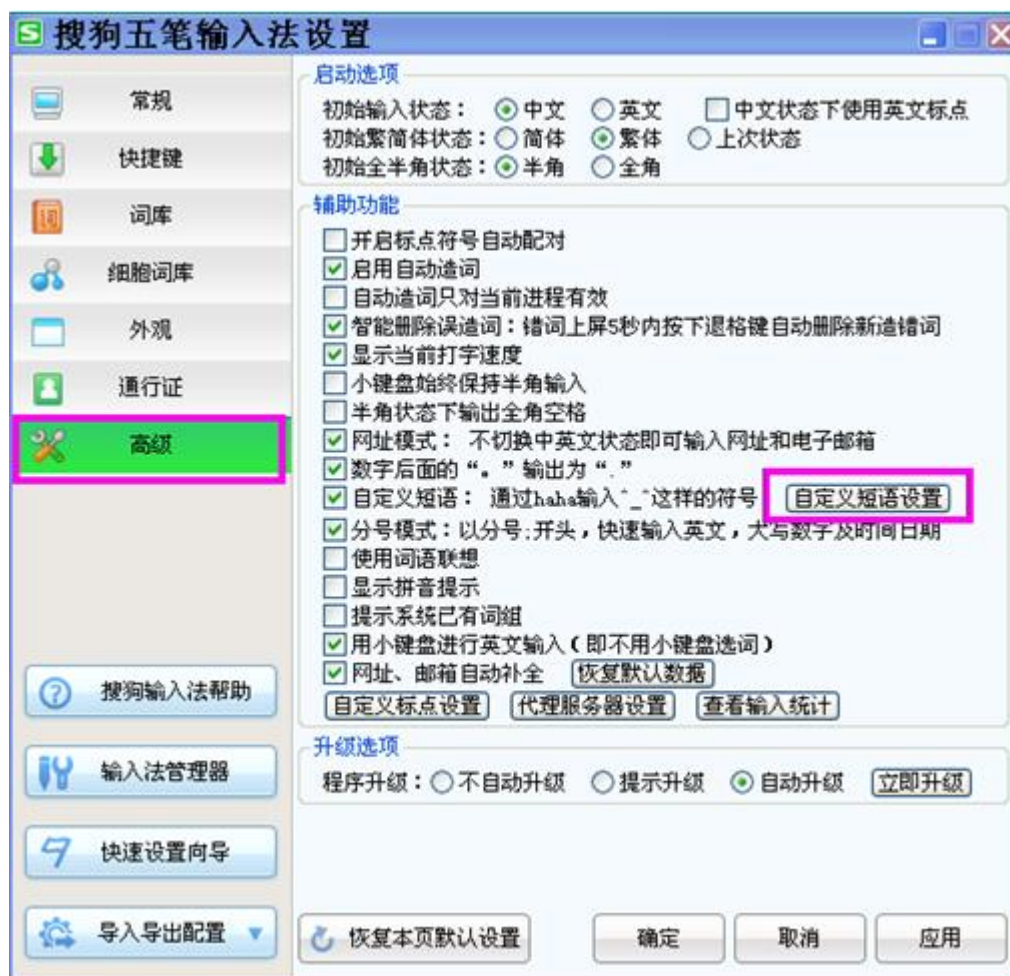 搜狗五笔输入法设置
常规
快捷键
词库
细胞词库
外观
通行证
高级
搜狗输入法帮助
输入法管理器
快速设置向导
导入导出配置
启动选项
初始输入状态： 中文 英文 中文状态下使用英文标点
初始繁简体状态：简体 繁体 上次状态
初始全半角状态：半角 全角
辅助功能
开启标点符号自动配对
启用自动造词
自动造词只对当前进程有效
智能删除误造词：错词上屏5秒内按下退格键自动删除新造错词
显示当前打字速度
小键盘始终保持半角输入
半角状态下输出全角空格
网址模式： 不切换中英文状态即可输入网址和电子邮箱
数字后面的“。”输出为“.”
自定义短语： 通过haha输入^_^这样的符号 自定义短语设置
分号模式：以分号;开头，快速输入英文，大写数字及时间日期
使用词语联想
显示拼音提示
提示系统已有词组
用小键盘进行英文输入(即不用小键盘选词)
网址、邮箱自动补全 恢复默认数据
自定义标点设置 代理服务器设置 查看输入统计
升级选项
程序升级：不自动升级 提示升级 自动升级 立即升级
恢复本页默认设置 确定 取消 应用